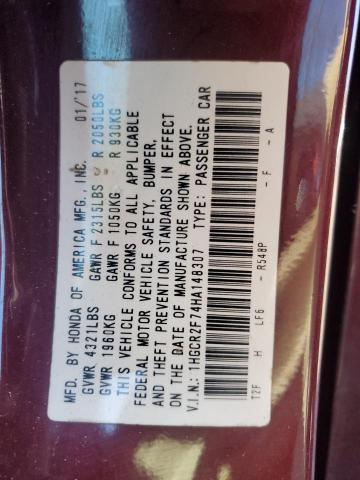 MFD. BY HONDA OF AMERICA MFG., INC. 01/17
GVWR 4321LBS GAWR F 2315LBS R 2050LBS
GVWR 1960KG GAWR F 1050KG R 930KG
THIS VEHICLE CONFORMS TO ALL APPLICABLE
FEDERAL MOTOR VEHICLE SAFETY, BUMPER,
AND THEFT PREVENTION STANDARDS IN EFFECT
ON THE DATE OF MANUFACTURE SHOWN ABOVE.
V.I.N.: 1HGCR2F74HA148307 TYPE: PASSENGER CAR
T2F H LF6 - R548P - F - A